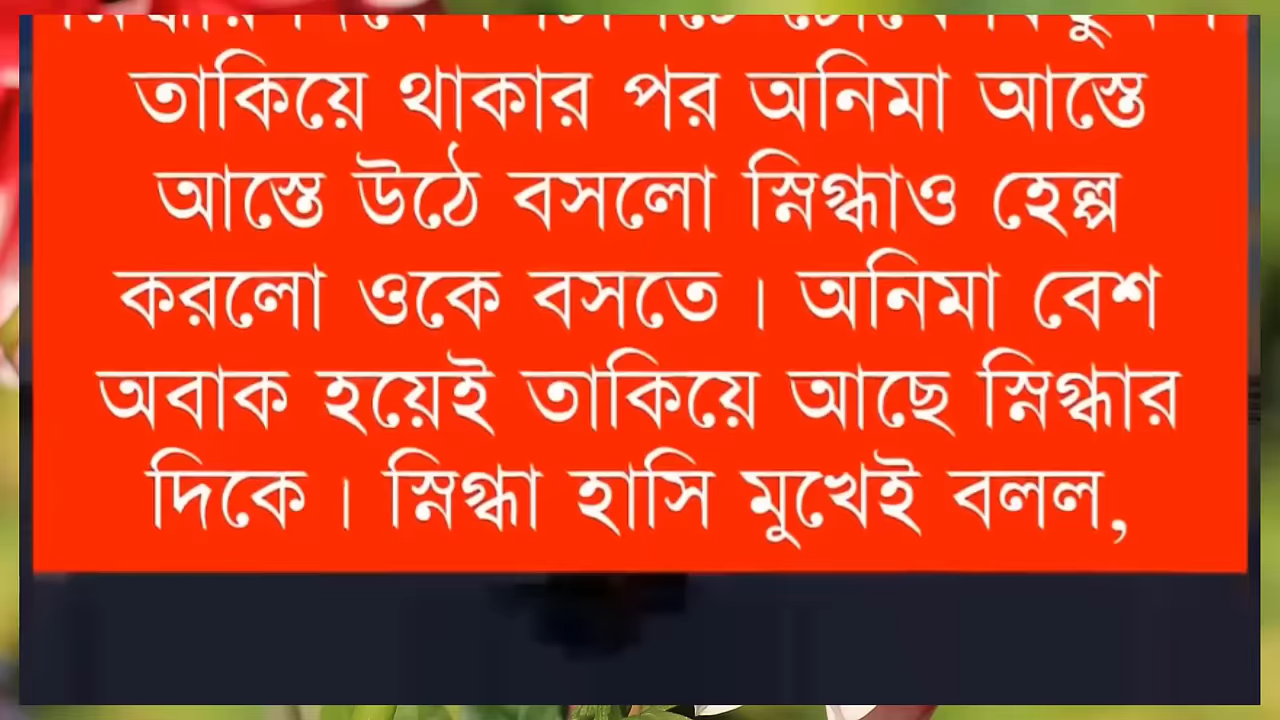 তাকিয়ে থাকার পর অনিমা আস্তে
আস্তে উঠে বসলো স্নিগ্ধাও হেল্প
করলো ওকে বসতে । অনিমা বেশ
অবাক হয়েই তাকিয়ে আছে স্নিগ্ধার
দিকে । স্নিগ্ধা হাসি মুখেই বলল,